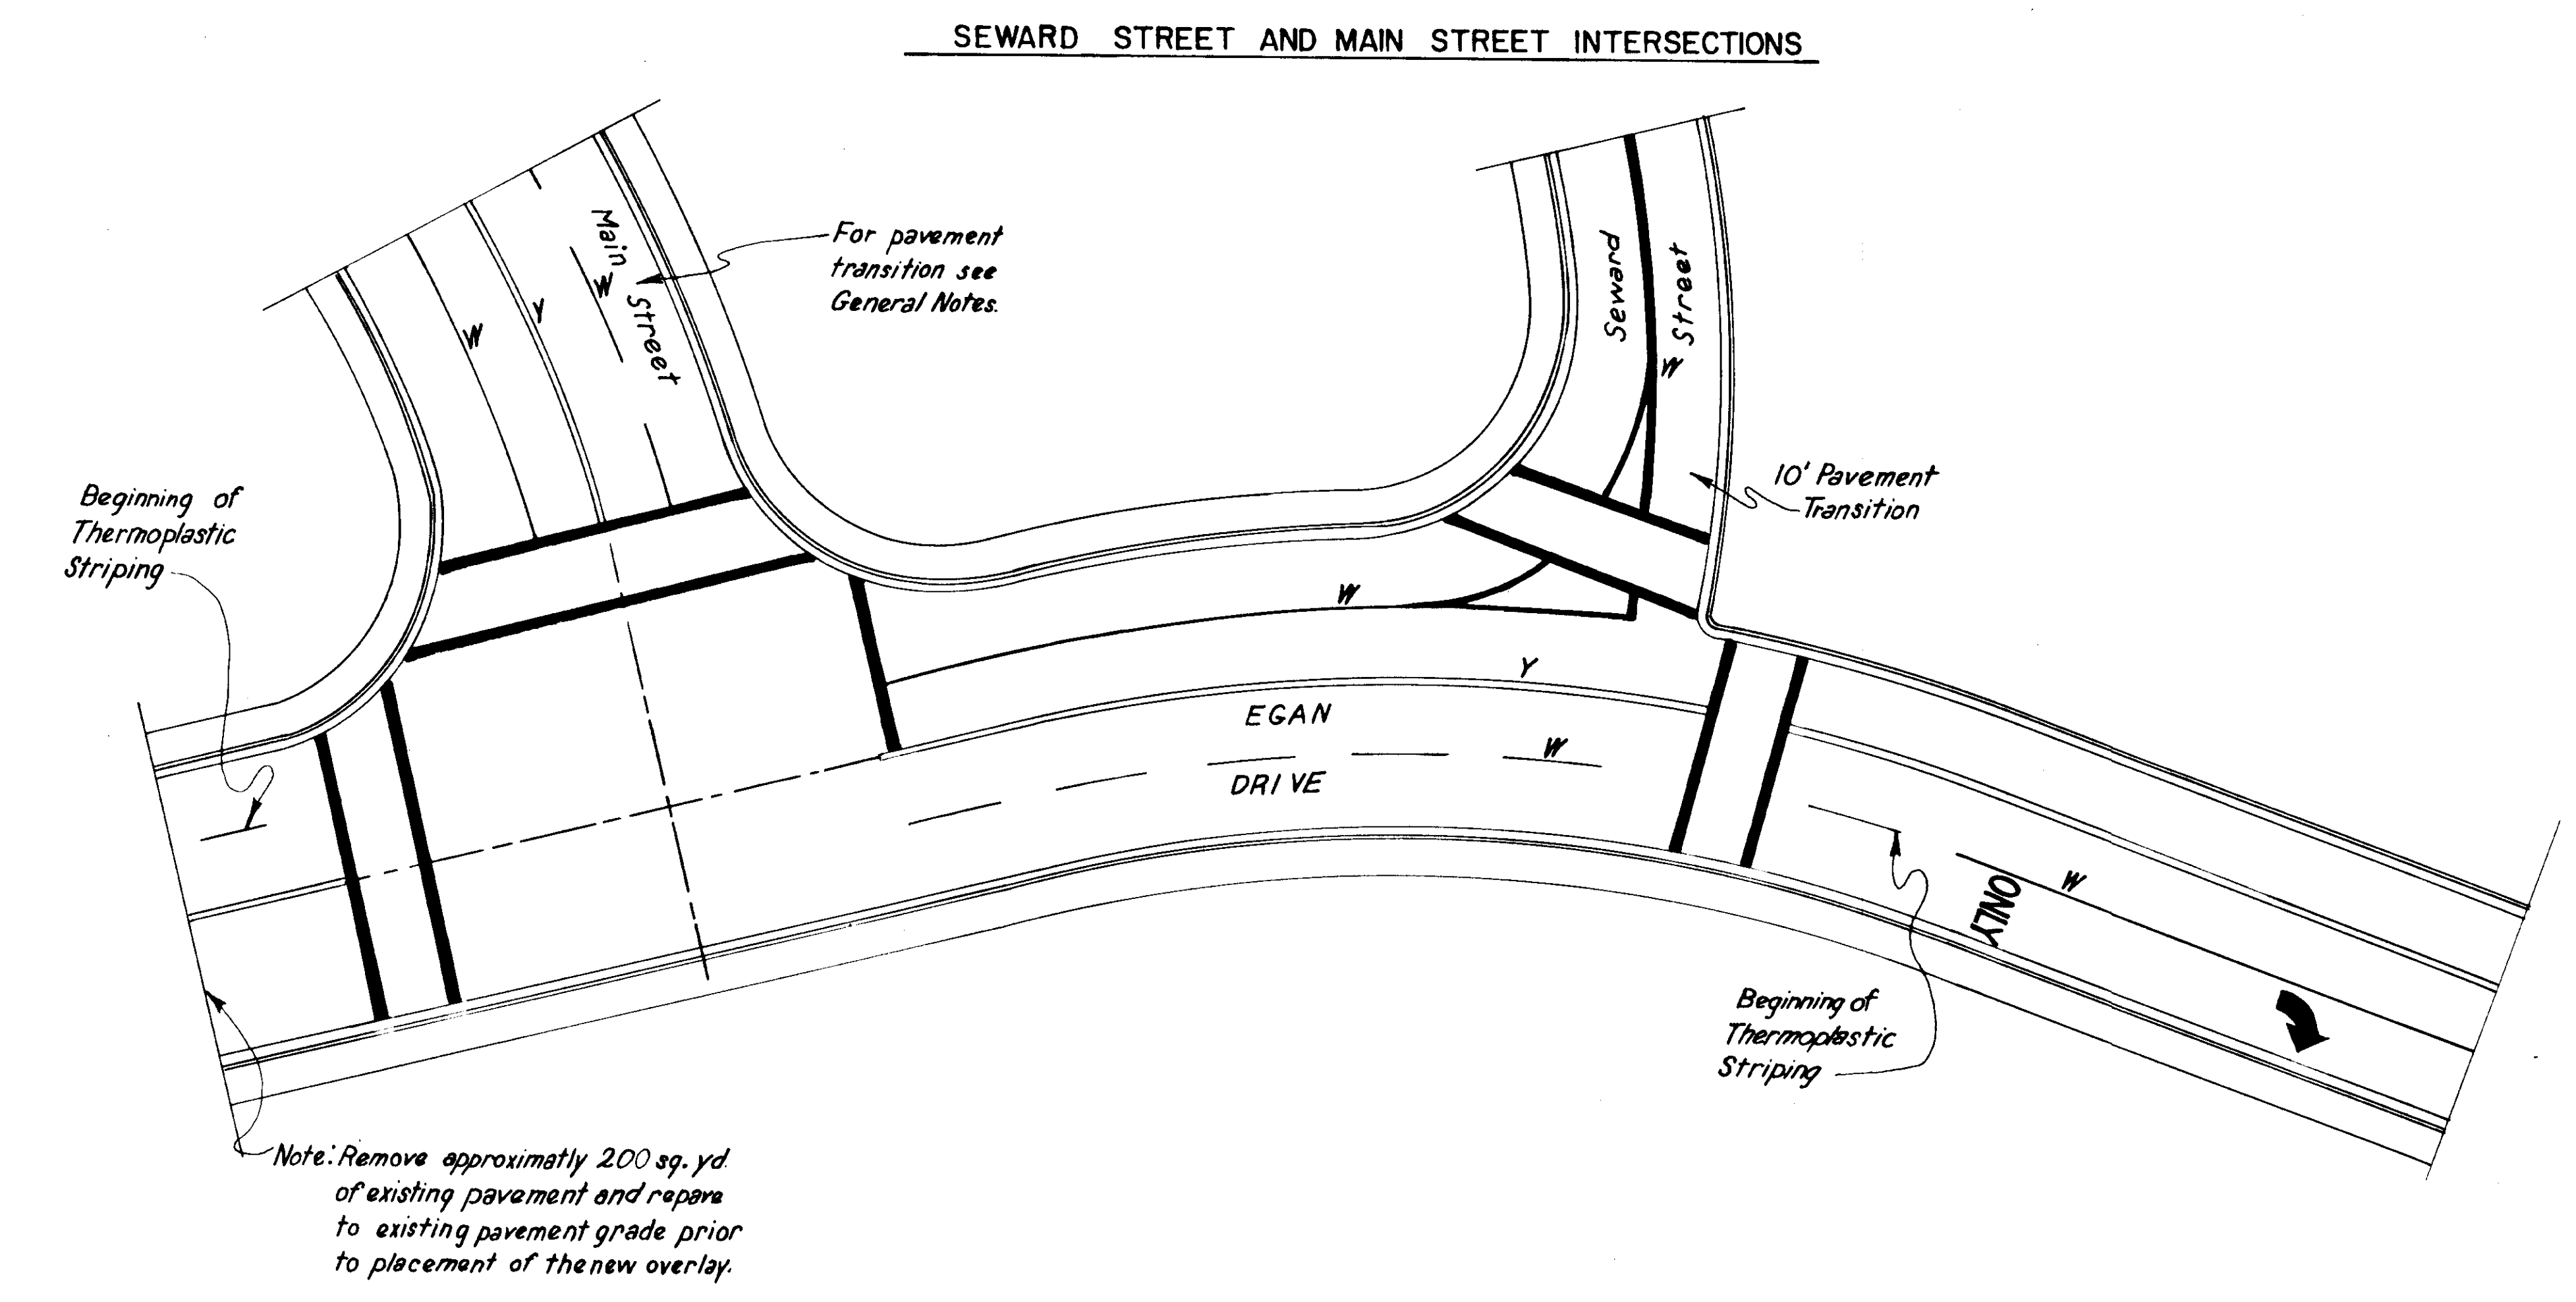 SEWARD STREET AND MAIN STREET INTERSECTIONS
Main
Street
W
Y
W
For pavement
transition see
General Notes.
Seward
Street
W
10' Pavement
Transition
Beginning of
Thermoplastic
Striping
W
Y
EGAN
DRIVE
W
W
ONLY
Beginning of
Thermoplastic
Striping
Note: Remove approximatly 200 sq. yd.
of existing pavement and repave
to existing pavement grade prior
to placement of the new overlay.